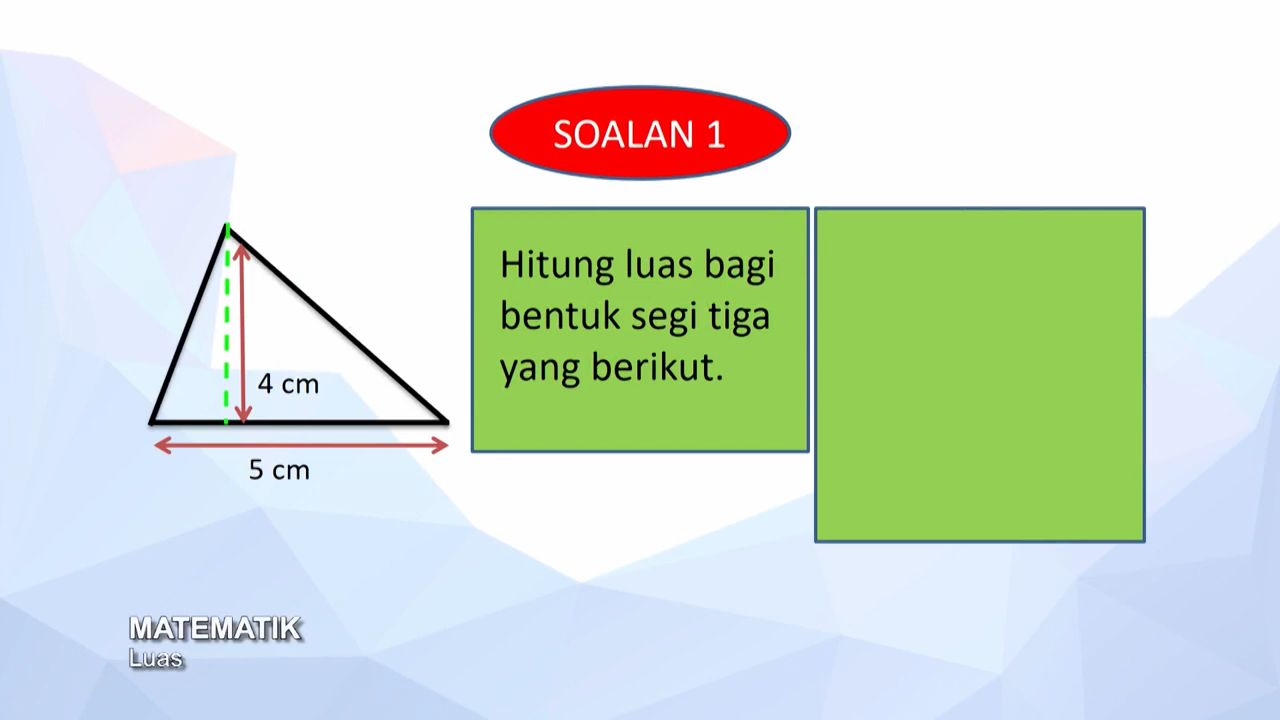 SOALAN 1
Hitung luas bagi
bentuk segi tiga
yang berikut.
4 cm
5 cm
MATEMATIK
Luas